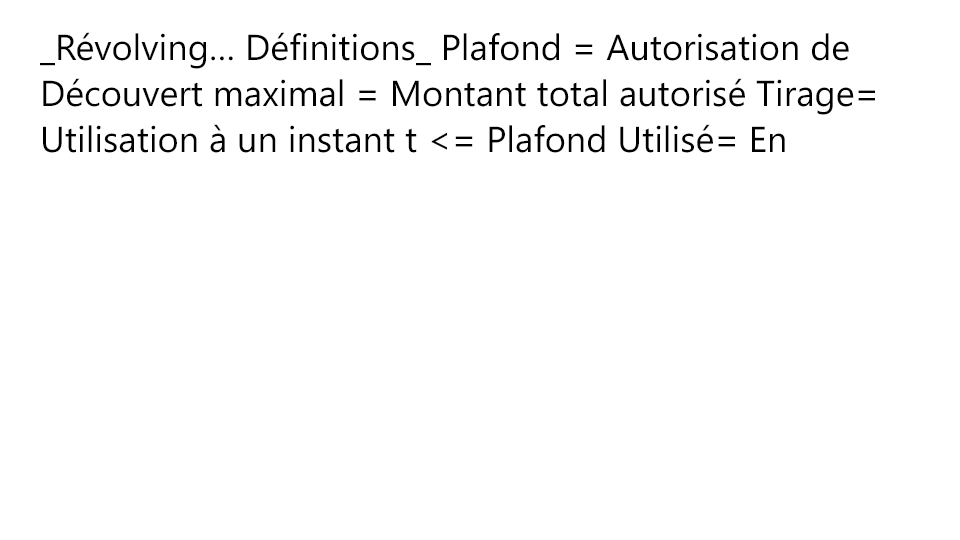 _Révolving... Définitions_ Plafond = Autorisation de
Découvert maximal = Montant total autorisé Tirage=
Utilisation à un instant t <= Plafond Utilisé= En